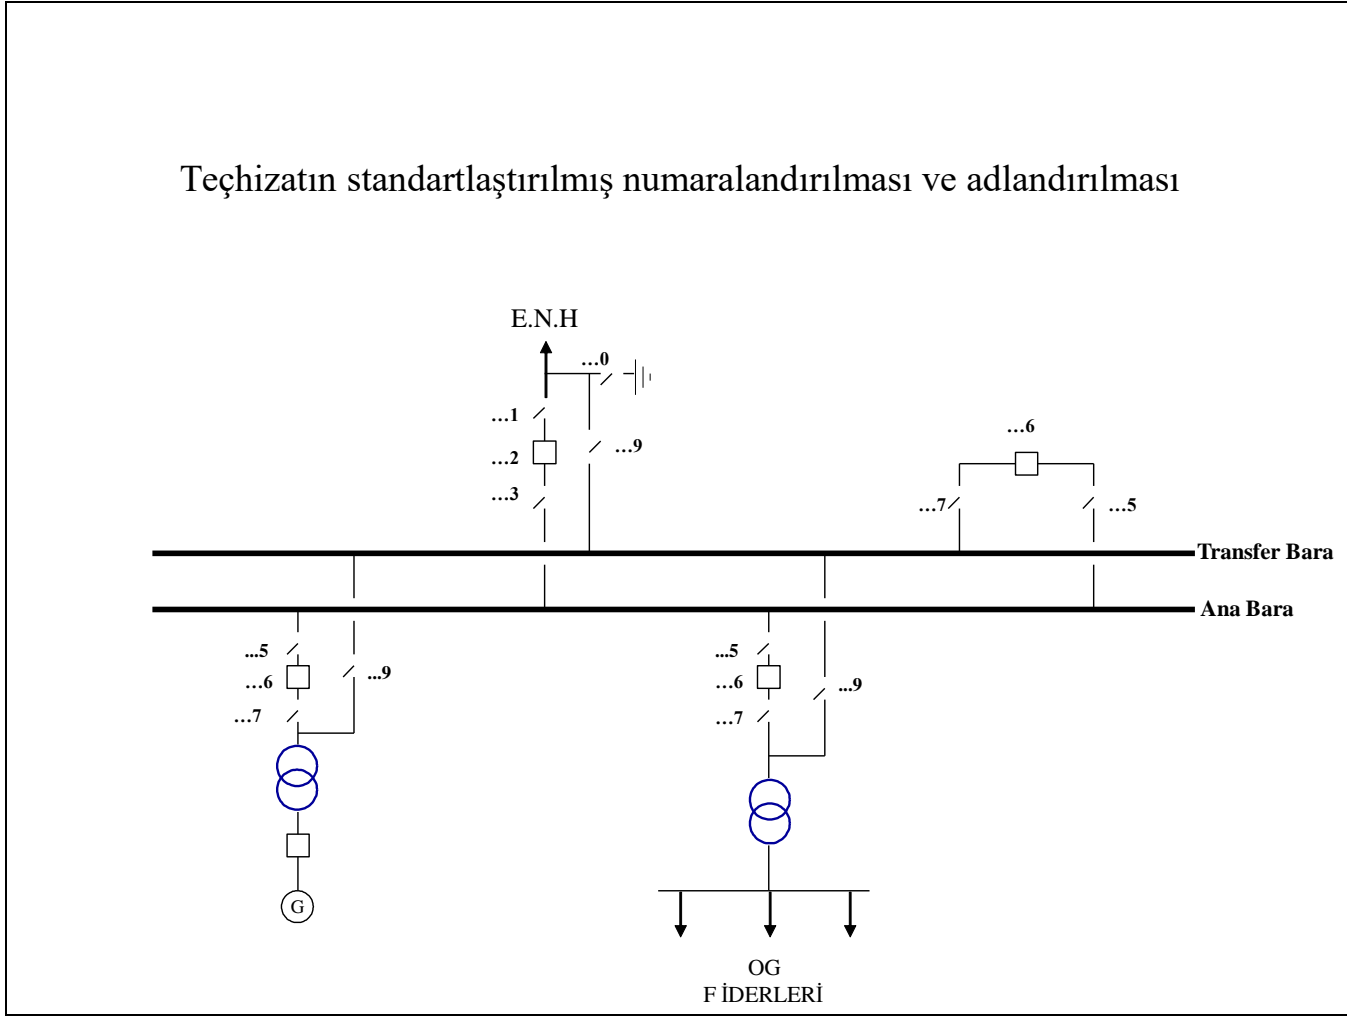 Teçhizatın standartlaştırılmış numaralandırılması ve adlandırılması
E.N.H
…0
…1
…2
…9
…3
…6
…7
…5
Transfer Bara
Ana Bara
...5
…6
...9
…7
...5
…6
...9
…7
G
OG
F İDERLERİ